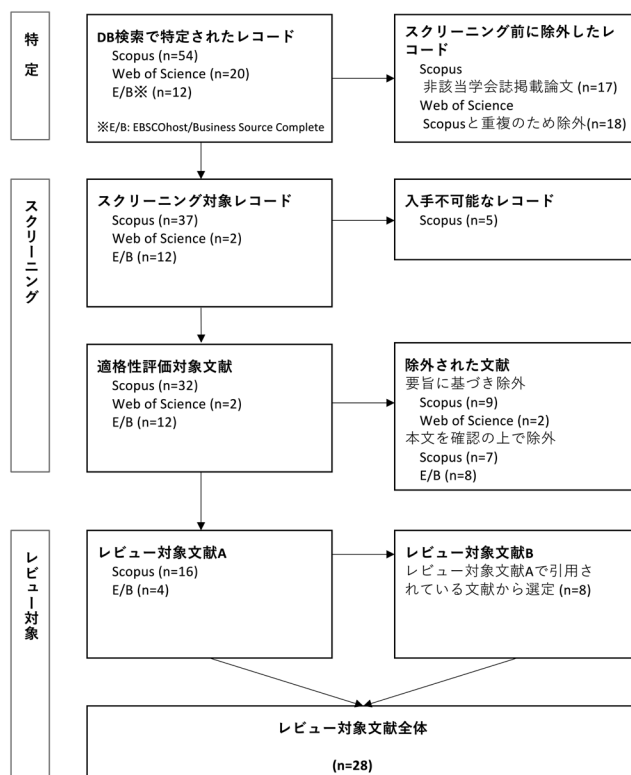 特定
DB検索で特定されたレコード
Scopus (n=54)
Web of Science (n=20)
E/B※ (n=12)
※E/B: EBSCOhost/Business Source Complete
スクリーニング前に除外したレ
コード
Scopus
非該当学会誌掲載論文 (n=17)
Web of Science
Scopusと重複のため除外(n=18)
スクリーニング
スクリーニング対象レコード
Scopus (n=37)
Web of Science (n=2)
E/B (n=12)
入手不可能なレコード
Scopus (n=5)
適格性評価対象文献
Scopus (n=32)
Web of Science (n=2)
E/B (n=12)
除外された文献
要旨に基づき除外
Scopus (n=9)
Web of Science (n=2)
本文を確認の上で除外
Scopus (n=7)
E/B (n=8)
レビュー対象
レビュー対象文献A
Scopus (n=16)
E/B (n=4)
レビュー対象文献B
レビュー対象文献Aで引用さ
れている文献から選定 (n=8)
レビュー対象文献全体
(n=28)